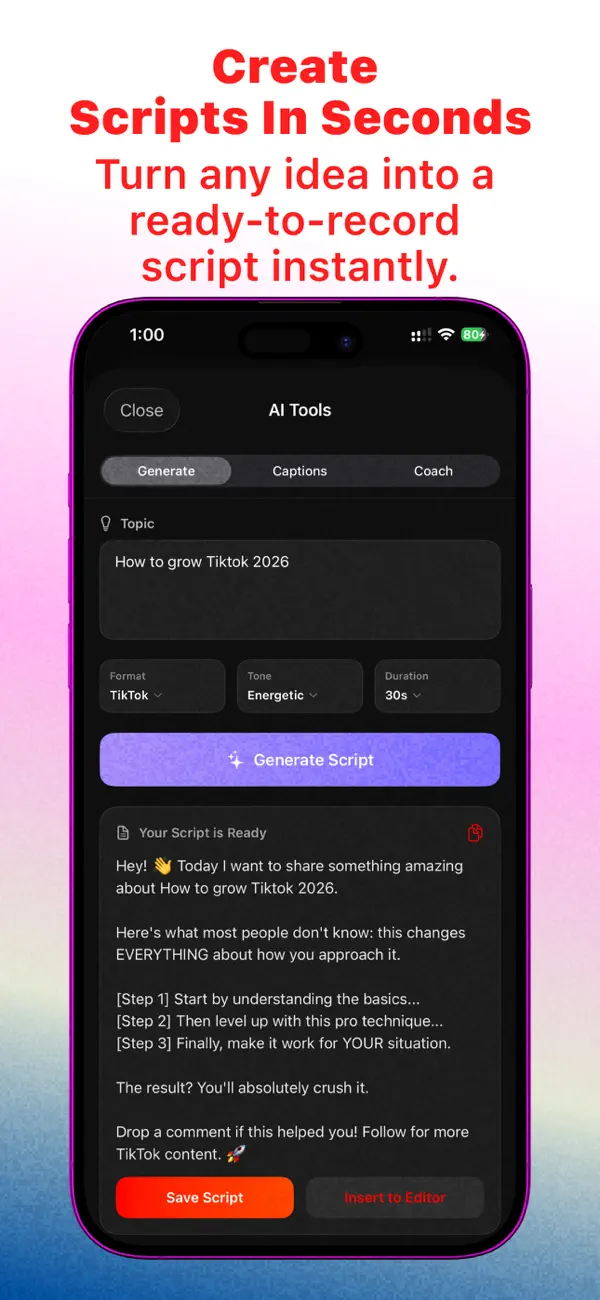 Create
Scripts In Seconds
Turn any idea into a
ready-to-record
script instantly.
1:00
80
Close
AI Tools
Generate
Captions
Coach
Topic
How to grow Tiktok 2026
Format
Tone
Duration
TikTok
Energetic
30s
Generate Script
Your Script is Ready
Hey! 👋 Today I want to share something amazing
about How to grow Tiktok 2026.
Here's what most people don't know: this changes
EVERYTHING about how you approach it.
[Step 1] Start by understanding the basics...
[Step 2] Then level up with this pro technique...
[Step 3] Finally, make it work for YOUR situation.
The result? You'll absolutely crush it.
Drop a comment if this helped you! Follow for more
TikTok content. 🚀
Save Script
Insert to Editor